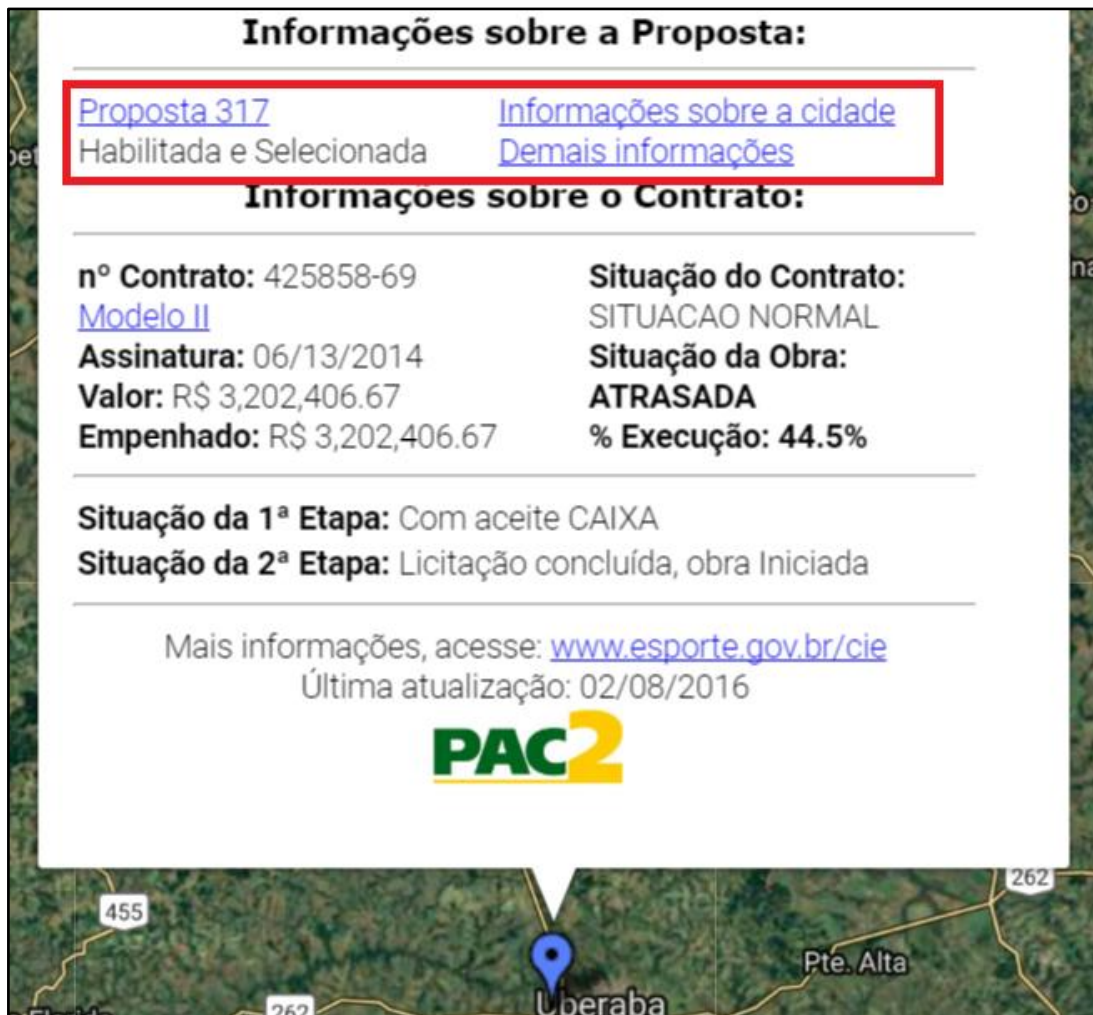 Informações sobre a Proposta:
Proposta 317 Informações sobre a cidade
Habilitada e Selecionada Demais informações
Informações sobre o Contrato:
nº Contrato: 425858-69
Modelo II
Assinatura: 06/13/2014
Valor: R$ 3,202,406.67
Empenhado: R$ 3,202,406.67
Situação do Contrato:
SITUACAO NORMAL
Situação da Obra:
ATRASADA
% Execução: 44.5%
Situação da 1ª Etapa: Com aceite CAIXA
Situação da 2ª Etapa: Licitação concluída, obra Iniciada
Mais informações, acesse: www.esporte.gov.br/cie
Última atualização: 02/08/2016
PAC2
262
455
Pte. Alta
Uberaba
262